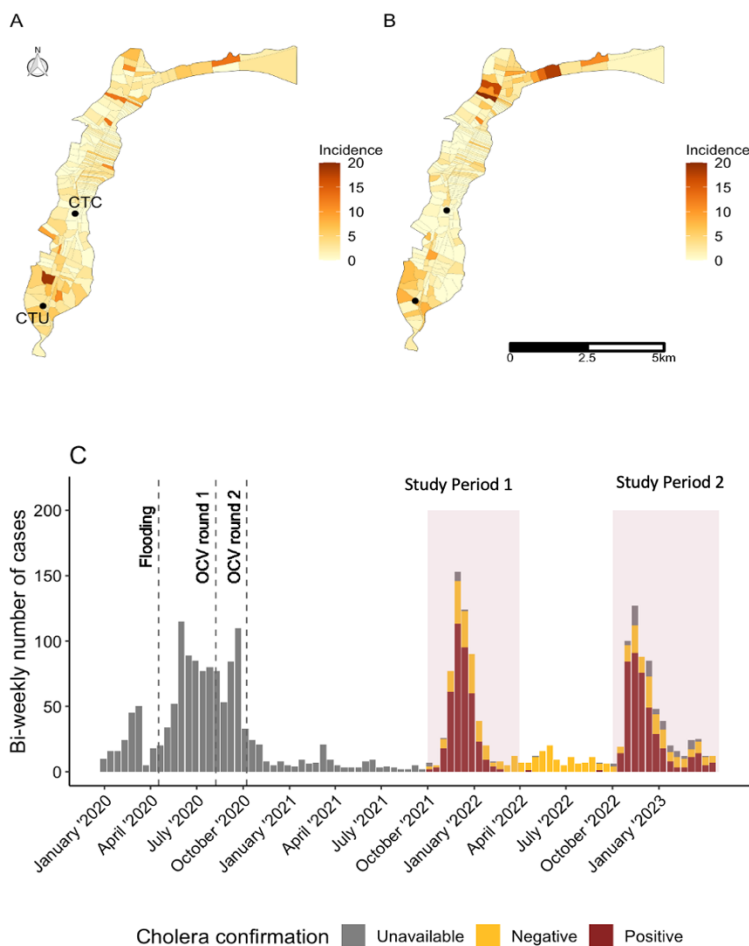 A
B
N
Incidence
20
15
10
5
0
CTC
CTU
Incidence
20
15
10
5
0
0
2.5
5km
C
Study Period 1
Study Period 2
Flooding
OCV round 1
OCV round 2
Bi-weekly number of cases
200
150
100
50
0
January '2020
April '2020
July '2020
October '2020
January '2021
April '2021
July '2021
October '2021
January '2022
April '2022
July '2022
October '2022
January '2023
Cholera confirmation Unavailable Negative Positive